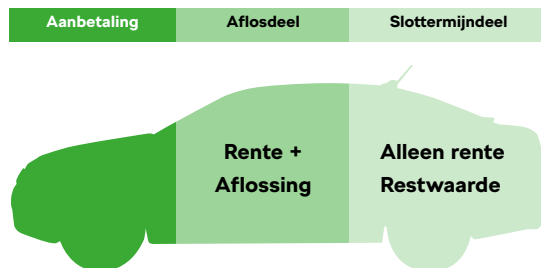 Aanbetaling
Aflosdeel
Slottermijndeel
Rente +
Aflossing
Alleen rente
Restwaarde